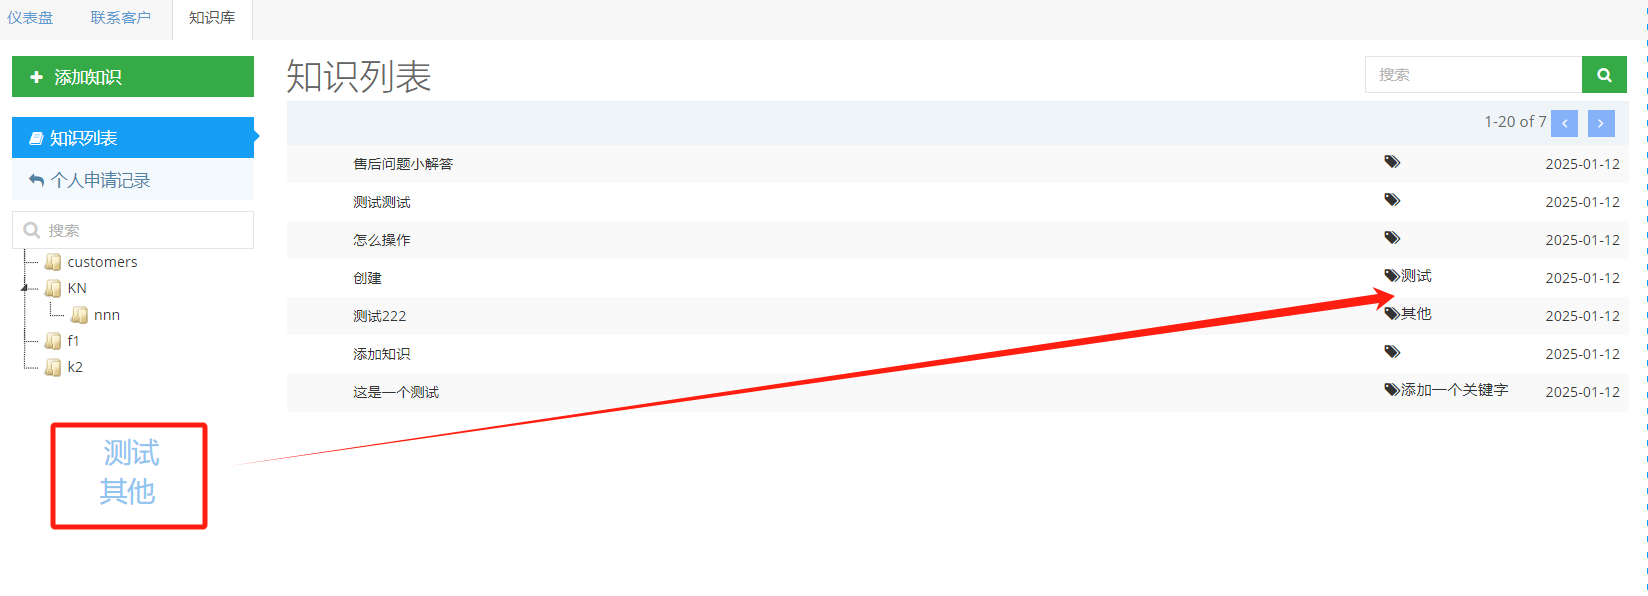 仪表盘 联系客户 知识库
添加知识
知识列表
个人申请记录
搜索
customers
KN
nnn
f1
k2
测试
其他
知识列表
搜索
1-20 of 7
售后问题小解答 2025-01-12
测试测试 2025-01-12
怎么操作 2025-01-12
创建 测试 2025-01-12
测试222 其他 2025-01-12
添加知识 2025-01-12
这是一个测试 添加一个关键字 2025-01-12